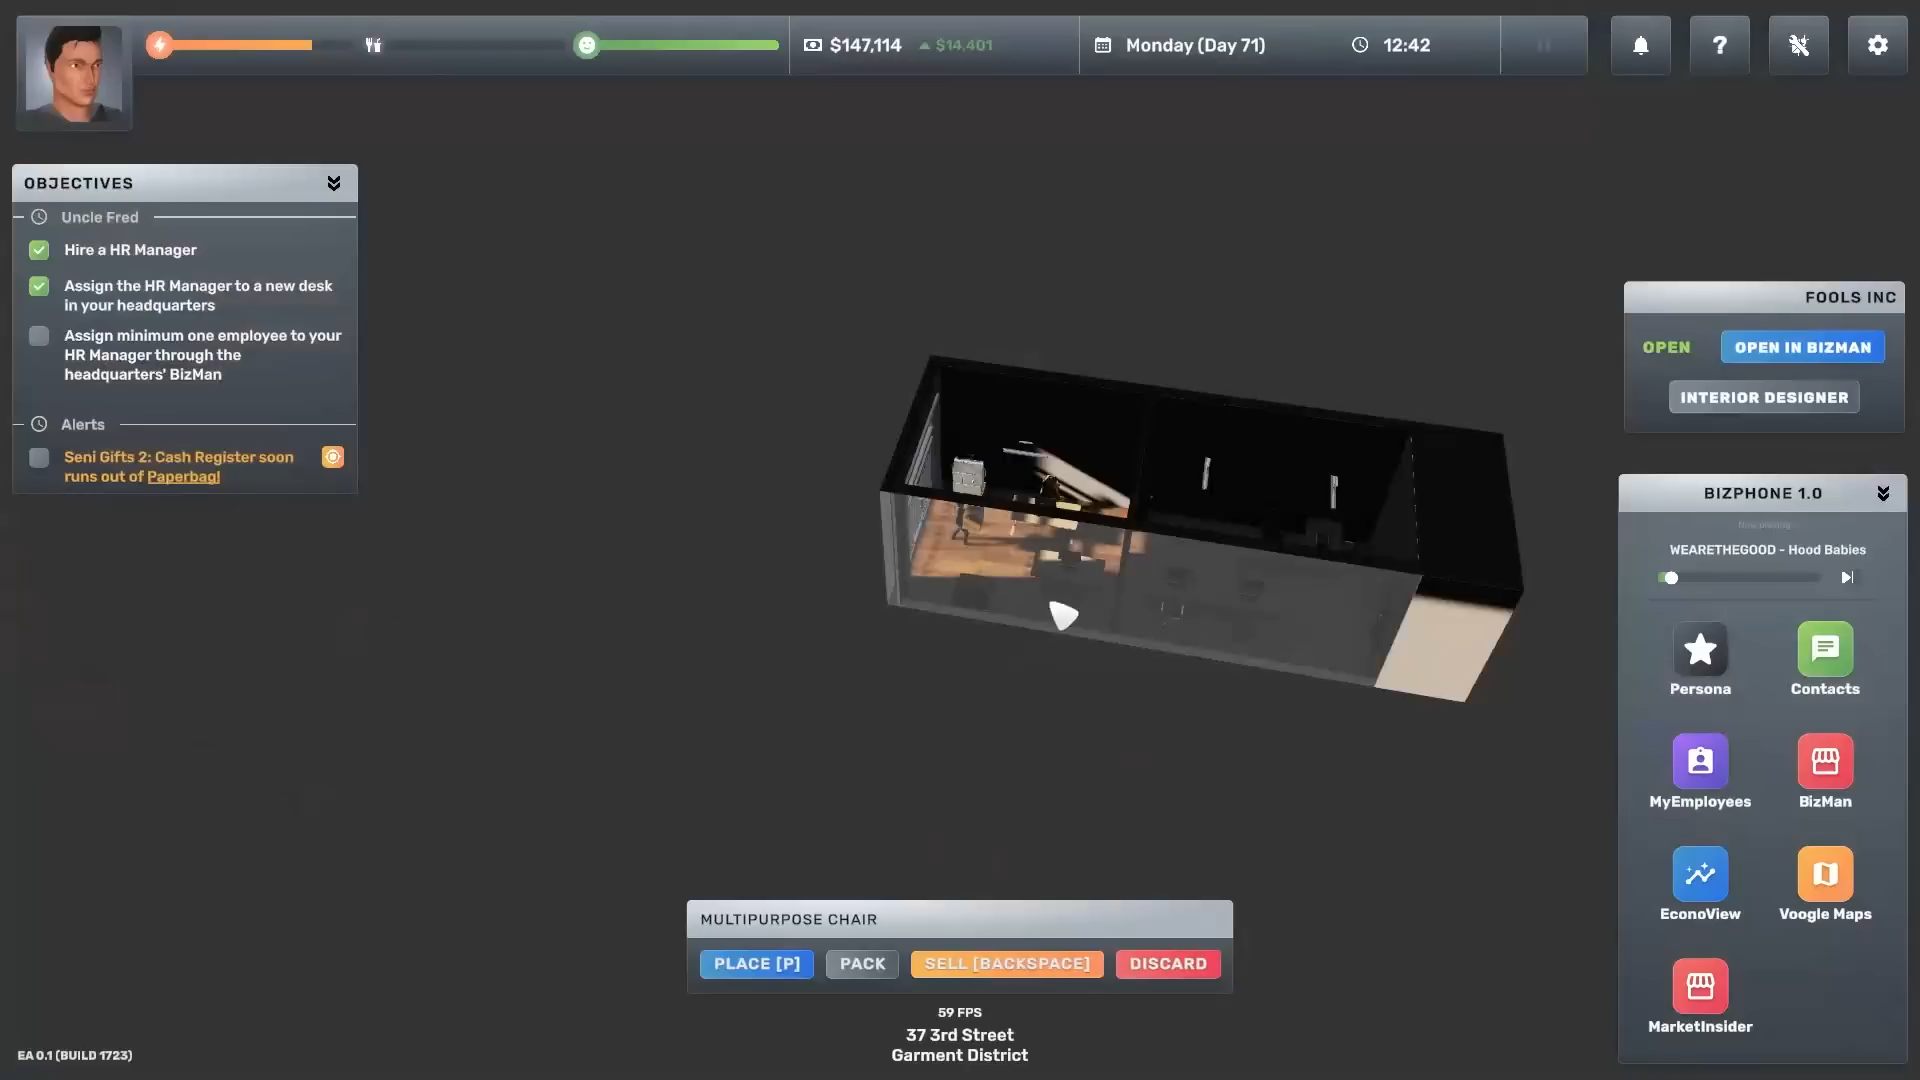 $147,114
$14,401
Monday (Day 71)
12:42
?
OBJECTIVES
Uncle Fred
Hire a HR Manager
Assign the HR Manager to a new desk
in your headquarters
Assign minimum one employee to your
HR Manager through the
headquarters' BizMan
Alerts
Seni Gifts 2: Cash Register soon
runs out of Paperbag!
FOOLS INC
OPEN
OPEN IN BIZMAN
INTERIOR DESIGNER
BIZPHONE 1.0
Now playing
WEARETHEGOOD - Hood Babies
Persona
Contacts
MyEmployees
BizMan
EconoView
Voogle Maps
MarketInsider
MULTIPURPOSE CHAIR
PLACE [P]
PACK
SELL [BACKSPACE]
DISCARD
59 FPS
37 3rd Street
Garment District
EA 0.1 (BUILD 1723)